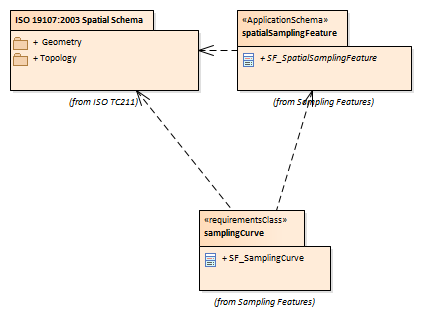 ISO 19107:2003 Spatial Schema
+ Geometry
+ Topology
(from ISO TC211)
«ApplicationSchema»
spatialSamplingFeature
+ SF_SpatialSamplingFeature
(from Sampling Features)
«requirementsClass»
samplingCurve
+ SF_SamplingCurve
(from Sampling Features)